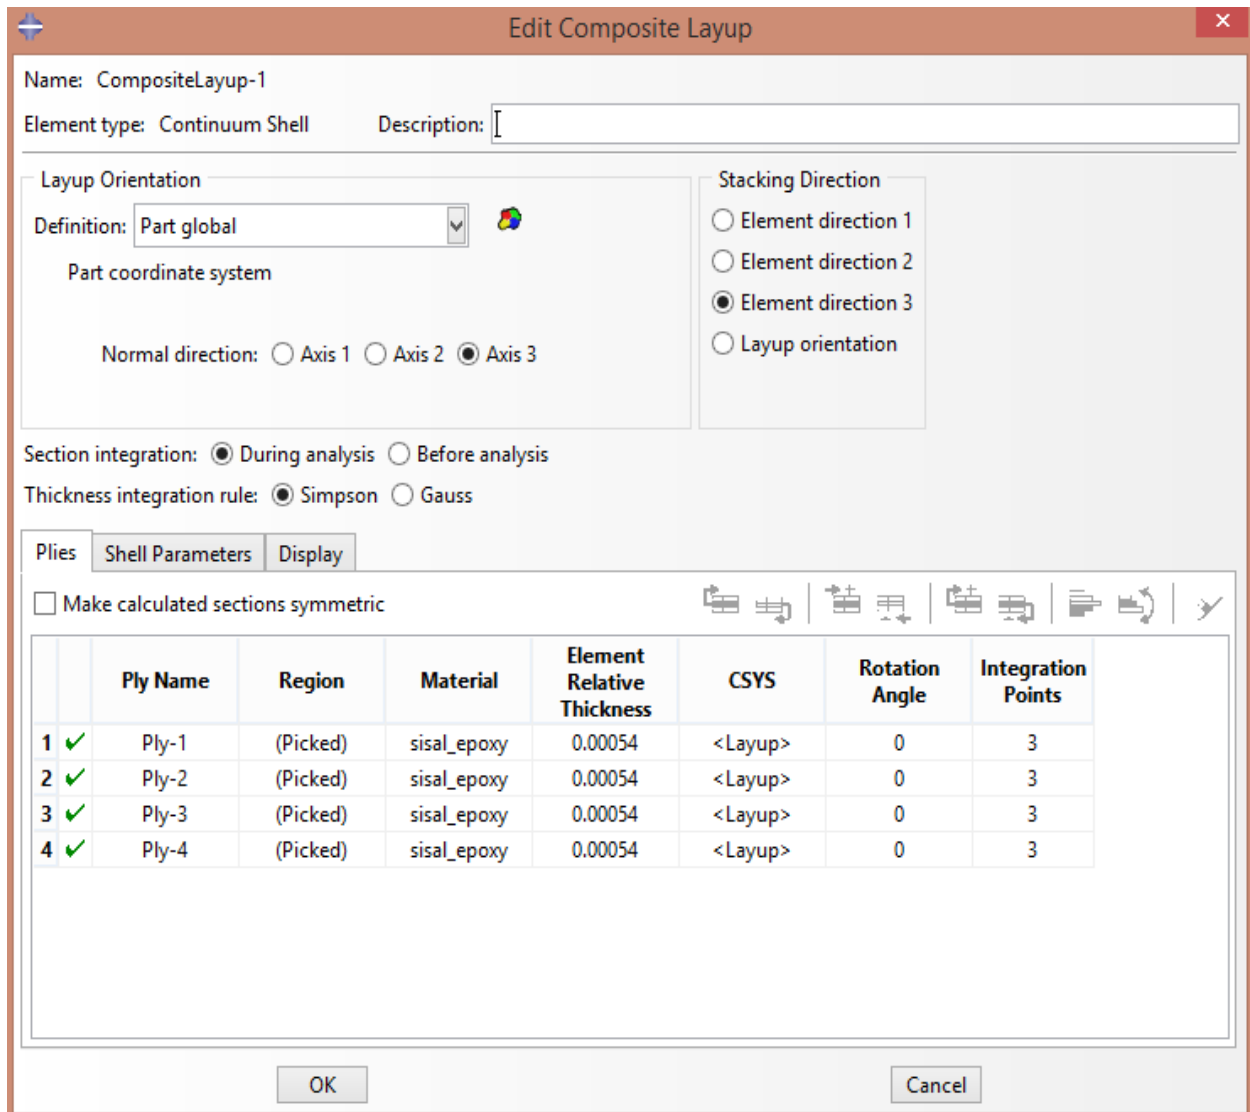 Edit Composite Layup
Name: CompositeLayup-1
Element type: Continuum Shell Description:
Layup Orientation
Definition: Part global
Part coordinate system
Normal direction: Axis 1 Axis 2 Axis 3
Stacking Direction
Element direction 1
Element direction 2
Element direction 3
Layup orientation
Section integration: During analysis Before analysis
Thickness integration rule: Simpson Gauss
Plies Shell Parameters Display
Make calculated sections symmetric
Ply Name Region Material Element Relative Thickness CSYS Rotation Angle Integration Points
1 Ply-1 (Picked) sisal_epoxy 0.00054 <Layup> 0 3
2 Ply-2 (Picked) sisal_epoxy 0.00054 <Layup> 0 3
3 Ply-3 (Picked) sisal_epoxy 0.00054 <Layup> 0 3
4 Ply-4 (Picked) sisal_epoxy 0.00054 <Layup> 0 3
OK Cancel